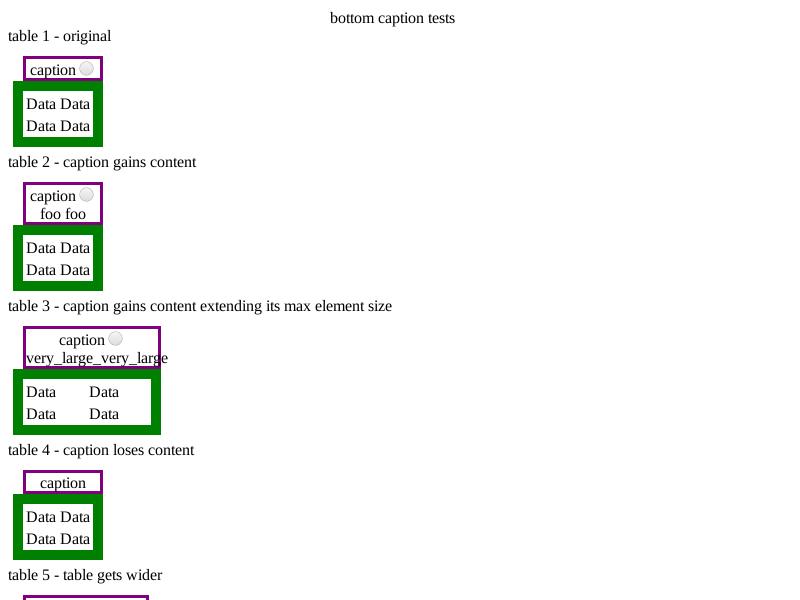 bottom caption tests
table 1 - original
caption
Data Data
Data Data
table 2 - caption gains content
caption
foo foo
Data Data
Data Data
table 3 - caption gains content extending its max element size
caption
very_large_very_large
Data Data
Data Data
table 4 - caption loses content
caption
Data Data
Data Data
table 5 - table gets wider